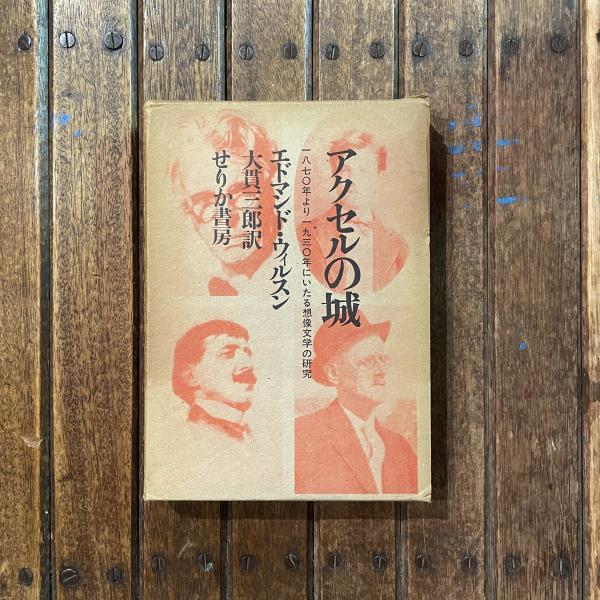 アクセルの城
一八七〇年より一九三〇年にいたる想像文学の研究
エドマンド・ウィルスン
大貫三郎訳
せりか書房